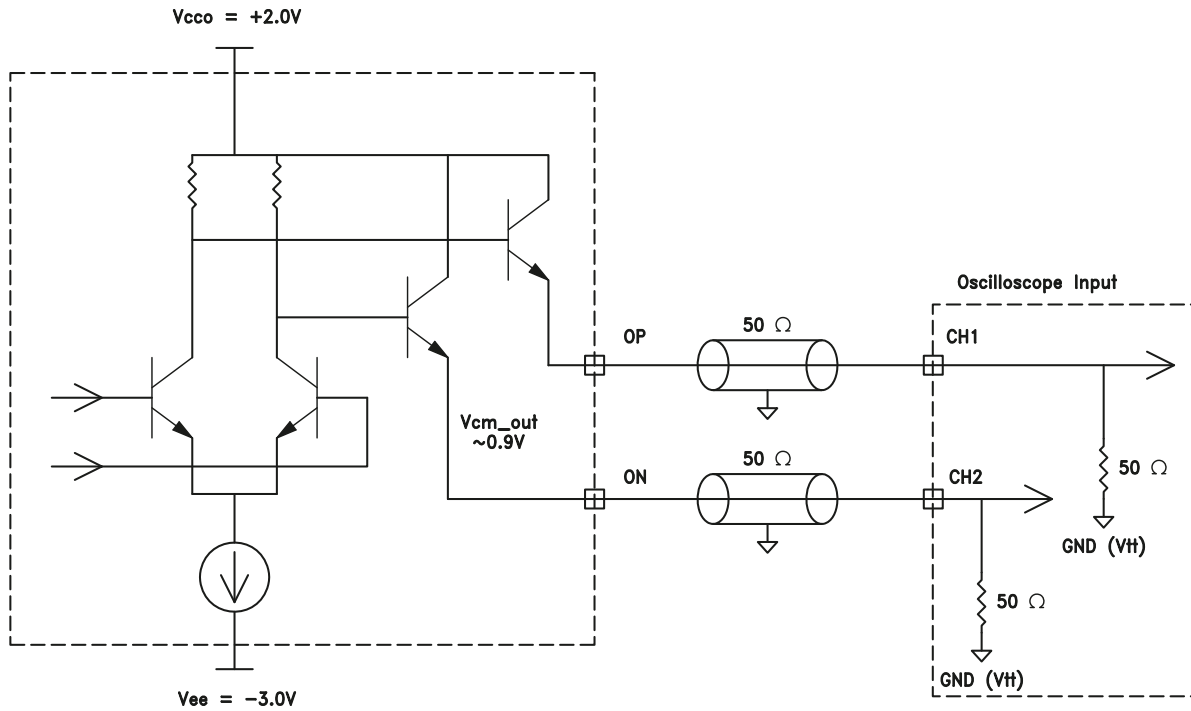 Vcco = +2.0V
Oscilloscope Input
OP
50 Ω
CH1
Vcm_out
~0.9V
50 Ω
ON
50 Ω
CH2
GND (Vtt)
50 Ω
GND (Vtt)
Vee = -3.0V